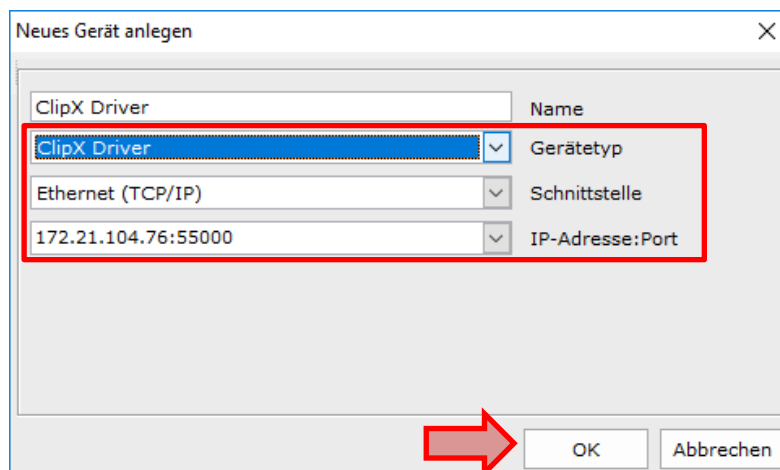 Neues Gerät anlegen
ClipX Driver Name
ClipX Driver Gerätetyp
Ethernet (TCP/IP) Schnittstelle
172.21.104.76:55000 IP-Adresse:Port
OK Abbrechen